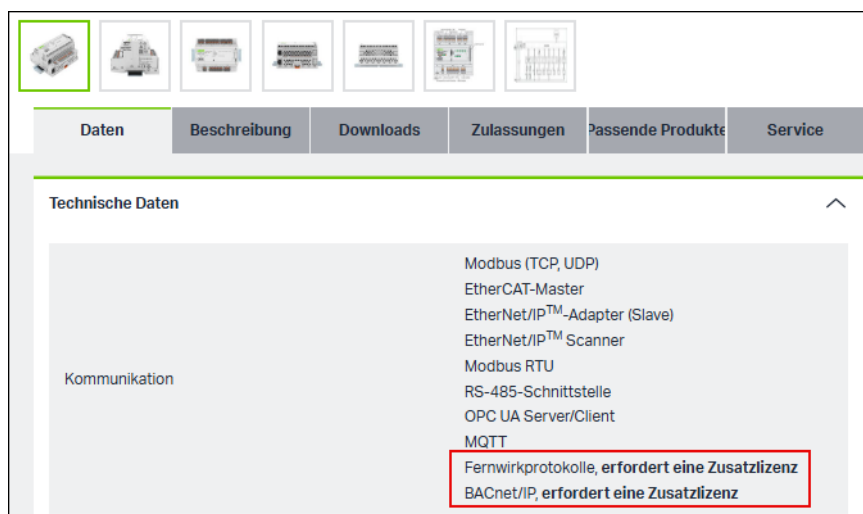 Daten Beschreibung Downloads Zulassungen Passende Produkte Service
Technische Daten
Kommunikation
Modbus (TCP, UDP)
EtherCAT-Master
EtherNet/IP™-Adapter (Slave)
EtherNet/IP™ Scanner
Modbus RTU
RS-485-Schnittstelle
OPC UA Server/Client
MQTT
Fernwirkprotokolle, erfordert eine Zusatzlizenz
BACnet/IP, erfordert eine Zusatzlizenz